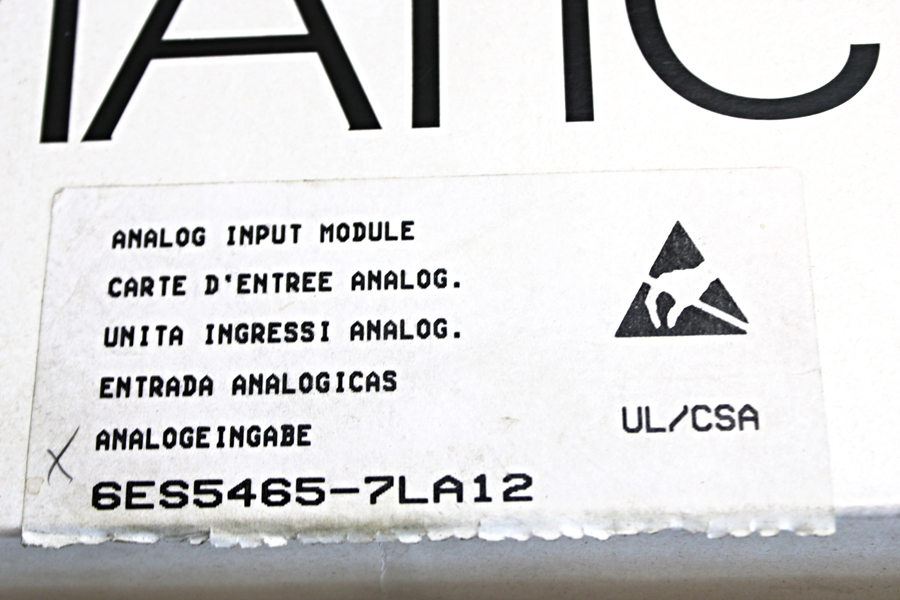 ANALOG INPUT MODULE
CARTE D'ENTREE ANALOG.
UNITA INGRESSI ANALOG.
ENTRADA ANALOGICAS
ANALOGEINGABE
6ES5465-7LA12
UL/CSA